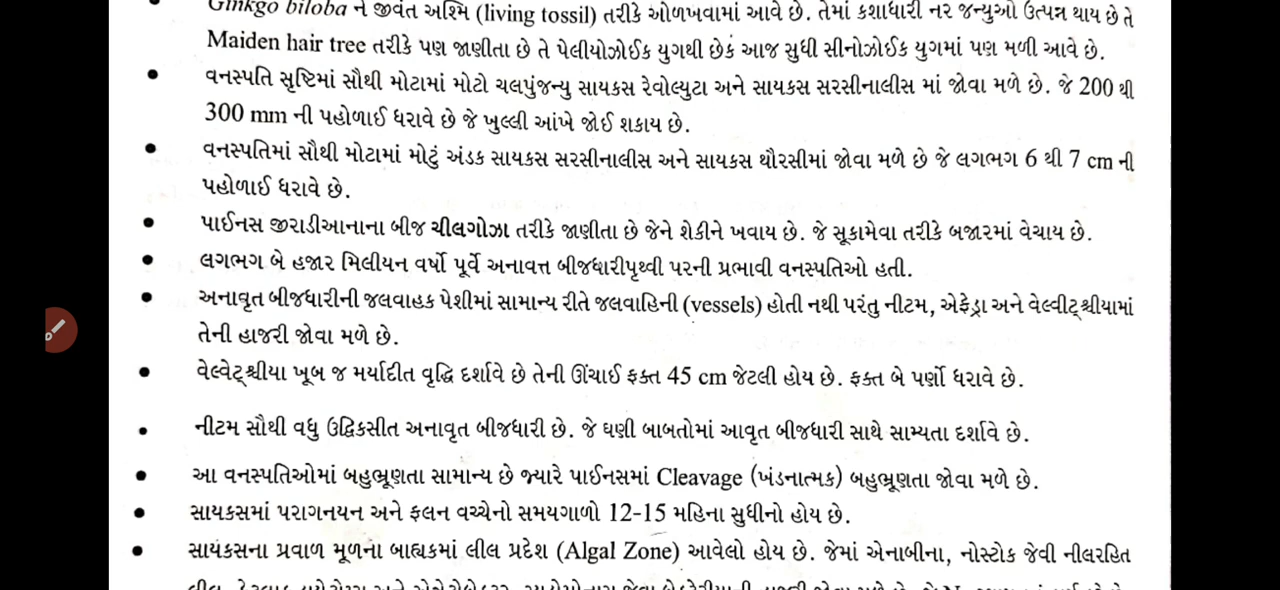 • Ginkgo biloba ને જીવંત અશ્મિ (living tossil) તરીકે ઓળખવામાં આવે છે. તેમાં કશાધારી નર જન્યુઓ ઉત્પન્ન થાય છે તે
Maiden hair tree તરીકે પણ જાણીતા છે તે પેલીયોઝોઈક યુગથી છેકં આજ સુધી સીનોઝોઈક યુગમાં પણ મળી આવે છે.
• વનસ્પતિ સૃષ્ટિમાં સૌથી મોટામાં મોટો ચલપુંજન્યુ સાયકસ રેવોલ્યુટા અને સાયકસ સરસીનાલીસ માં જોવા મળે છે. જે 200 થી
300 mm ની પહોળાઈ ધરાવે છે જે ખુલ્લી આંખે જોઈ શકાય છે.
• વનસ્પતિમાં સૌથી મોટામાં મોટું અંડક સાયકસ સરસીનાલીસ અને સાયકસ થૌરસીમાં જોવા મળે છે જે લગભગ 6 થી 7 cm ની
પહોળાઈ ધરાવે છે.
• પાઈનસ જીરાડીઆનાના બીજ ચીલગોઝા તરીકે જાણીતા છે જેને શેકીને ખવાય છે. જે સૂકામેવા તરીકે બજારમાં વેચાય છે.
• લગભગ બે હજાર મિલીયન વર્ષો પૂર્વે અનાવત્ત બીજધારીપૃથ્વી પરની પ્રભાવી વનસ્પતિઓ હતી.
• અનાવૃત બીજધારીની જલવાહક પેશીમાં સામાન્ય રીતે જલવાહિની (vessels) હોતી નથી પરંતુ નીટમ, એફેડ્રા અને વેલ્વીટ્શ્ચીયામાં
તેની હાજરી જોવા મળે છે.
• વેલ્વેટ્શ્ચીયા ખૂબ જ મર્યાદીત વૃદ્ધિ દર્શાવે છે તેની ઊંચાઈ ફક્ત 45 cm જેટલી હોય છે. ફક્ત બે પર્ણો ધરાવે છે.
• નીટમ સૌથી વધુ ઉદ્વિકસીત અનાવૃત બીજધારી છે. જે ઘણી બાબતોમાં આવૃત બીજધારી સાથે સામ્યતા દર્શાવે છે.
• આ વનસ્પતિઓમાં બહુભ્રૂણતા સામાન્ય છે જ્યારે પાઈનસમાં Cleavage (ખંડનાત્મક) બહુભ્રૂણતા જોવા મળે છે.
• સાયકસમાં પરાગનયન અને ફલન વચ્ચેનો સમયગાળો 12-15 મહિના સુધીનો હોય છે.
• સાયકસના પ્રવાળ મૂળના બાહ્યકમાં લીલ પ્રદેશ (Algal Zone) આવેલો હોય છે. જેમાં એનાબીના, નોસ્ટોક જેવી નીલરહિત